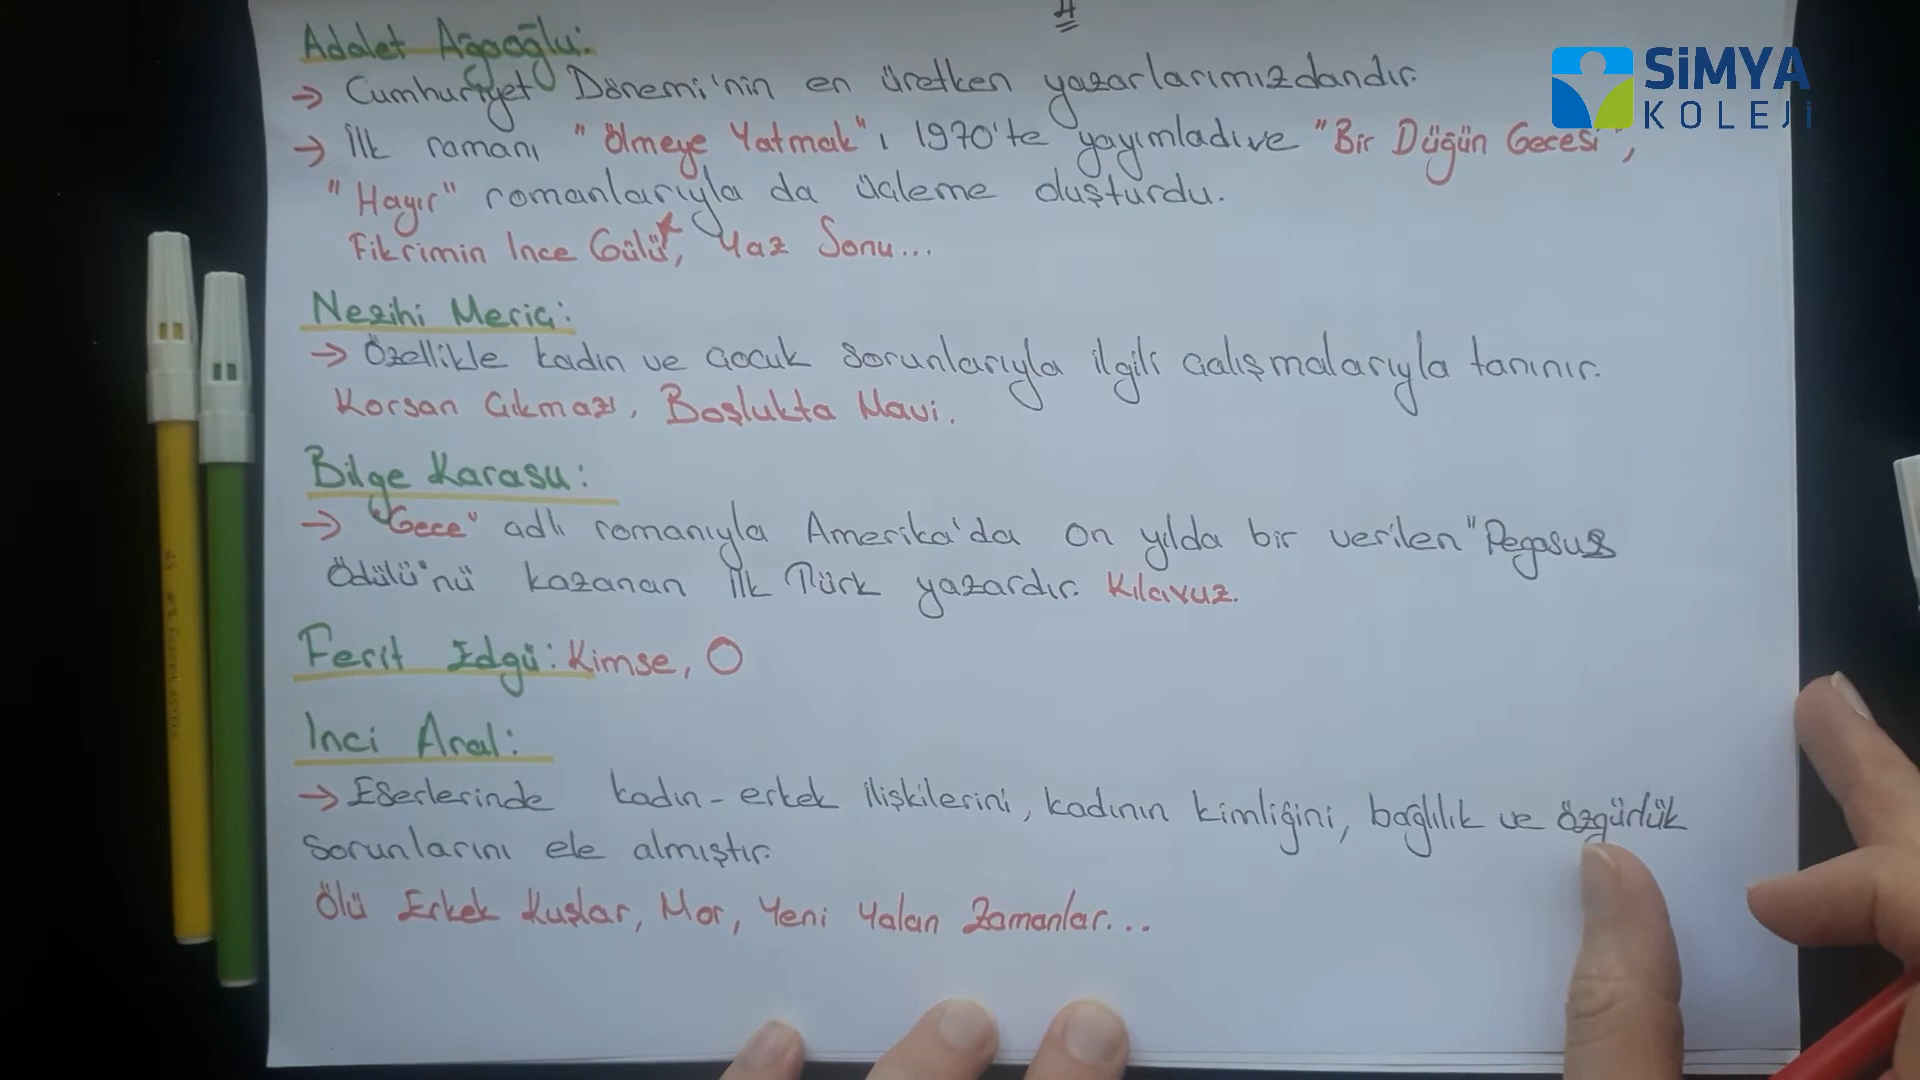 4
Adalet Ağaoğlu:
→ Cumhuriyet Dönemi'nin en üretken yazarlarımızdandır.
SİMYA
KOLEJİ
→ İlk romanı "Ölmeye Yatmak"ı 1970'te yayımladı ve "Bir Düğün Gecesi",
"Hayır" romanlarıyla da üçleme oluşturdu.
Fikrimin İnce Gülü, Yaz Sonu...
Nezihi Meriç:
→ Özellikle kadın ve çocuk sorunlarıyla ilgili çalışmalarıyla tanınır.
Korsan Çıkmazı, Boşlukta Mavi.
Bilge Karasu:
→ "Gece" adlı romanıyla Amerika'da on yılda bir verilen "Pegasus
Ödülü"nü kazanan ilk Türk yazardır. Kılavuz.
Ferit Edgü: Kimse, O
İnci Aral:
→ Eserlerinde kadın-erkek ilişkilerini, kadının kimliğini, bağlılık ve özgürlük
sorunlarını ele almıştır.
Ölü Erkek Kuşlar, Mor, Yeni Yalan Zamanlar...